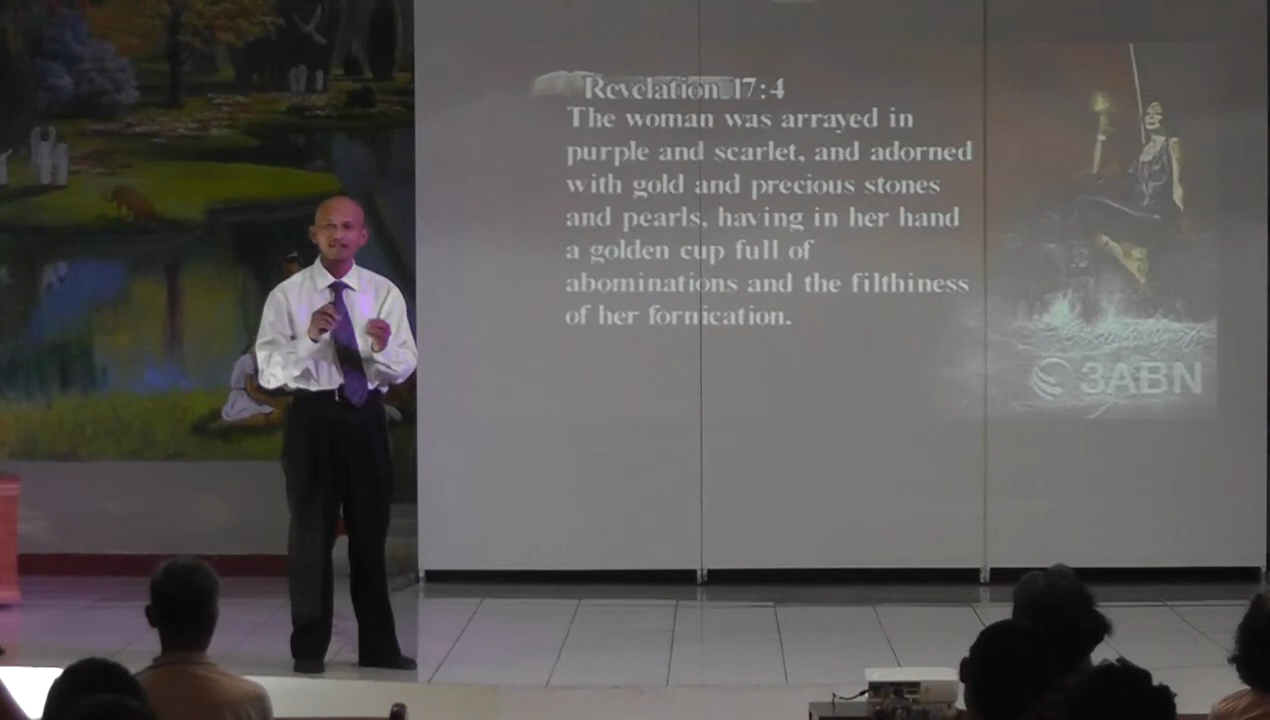 Revelation 17:4
The woman was arrayed in
purple and scarlet, and adorned
with gold and precious stones
and pearls, having in her hand
a golden cup full of
abominations and the filthiness
of her fornication.
3ABN